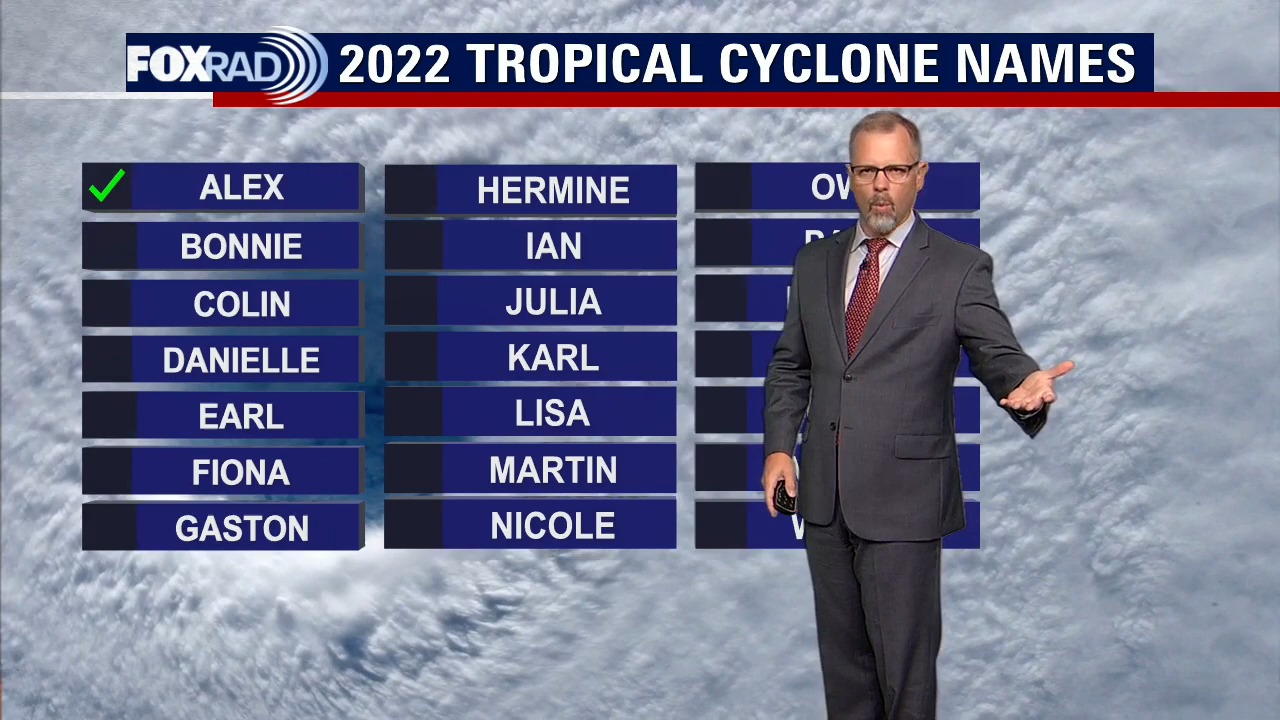 FOXRAD 2022 TROPICAL CYCLONE NAMES
ALEX
BONNIE
COLIN
DANIELLE
EARL
FIONA
GASTON
HERMINE
IAN
JULIA
KARL
LISA
MARTIN
NICOLE